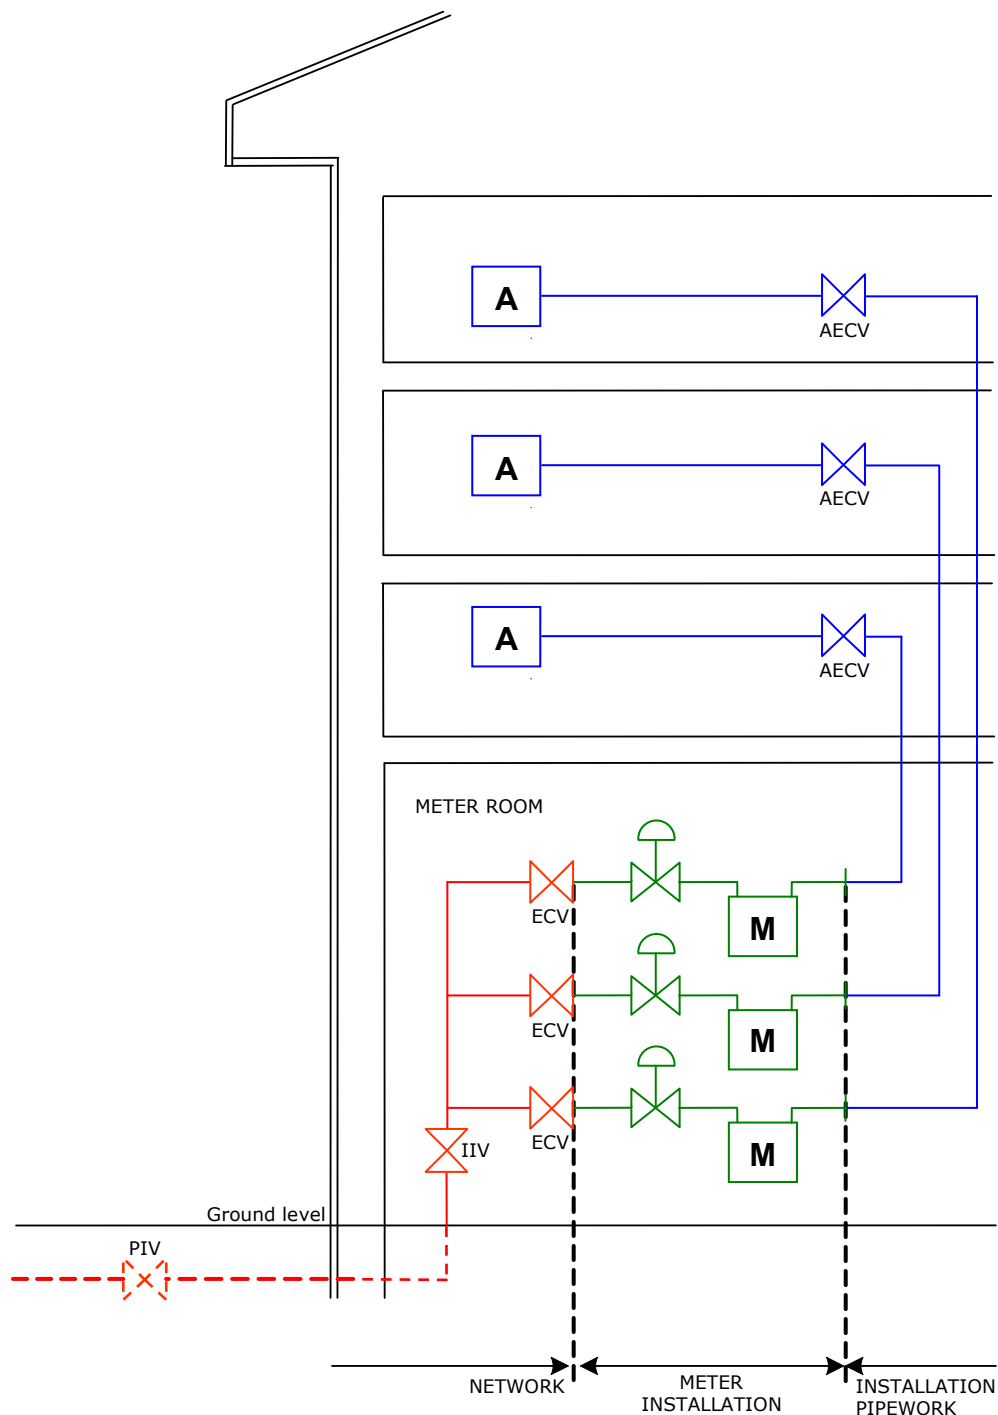 A
AECV
A
AECV
A
AECV
METER ROOM
ECV
M
ECV
M
ECV
M
IIV
Ground level
PIV
NETWORK
METER
INSTALLATION
INSTALLATION
PIPEWORK